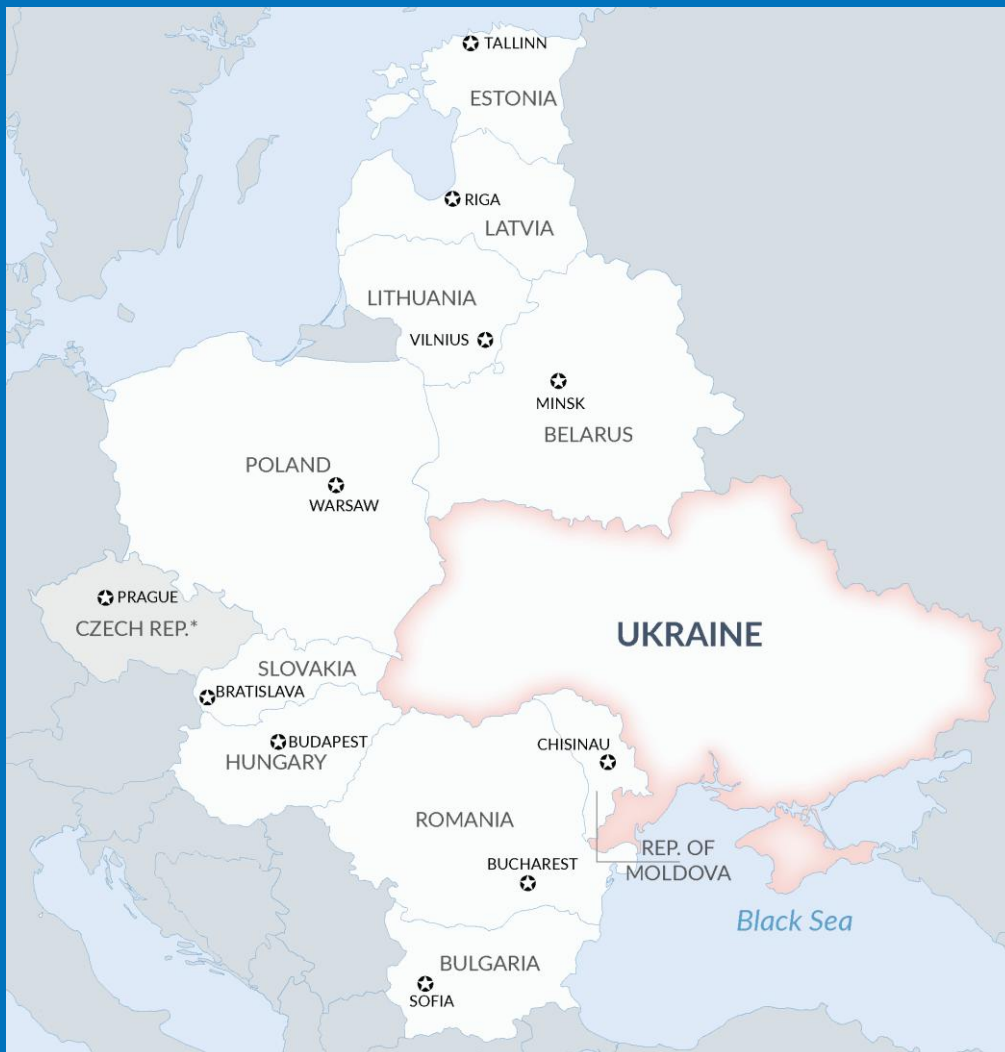 TALLINN
ESTONIA
RIGA
LATVIA
LITHUANIA
VILNIUS
MINSK
BELARUS
POLAND
WARSAW
PRAGUE
CZECH REP.*
UKRAINE
SLOVAKIA
BRATISLAVA
BUDAPEST
HUNGARY
CHISINAU
ROMANIA
REP. OF
MOLDOVA
BUCHAREST
Black Sea
BULGARIA
SOFIA